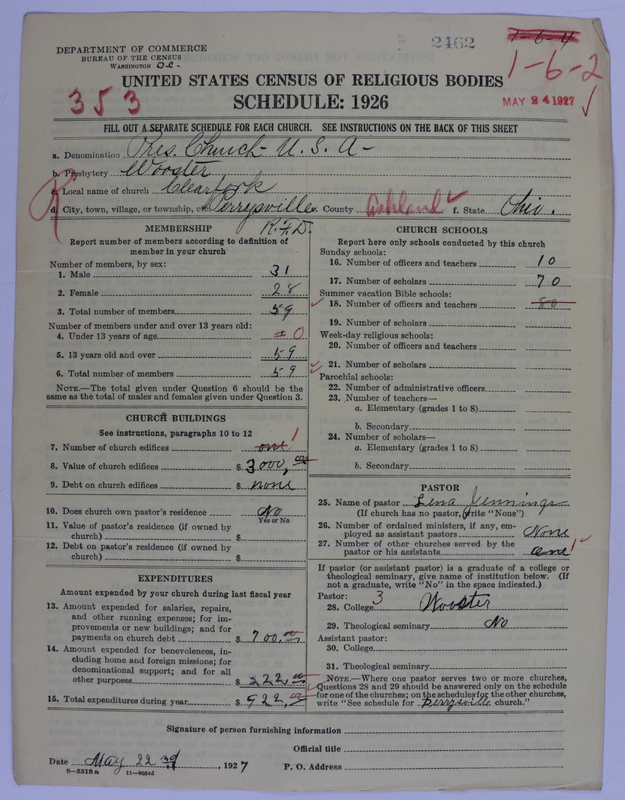 DEPARTMENT OF COMMERCE
BUREAU OF THE CENSUS
WASHINGTON D.C.
2462
1-6-4
1-6-2
353
UNITED STATES CENSUS OF RELIGIOUS BODIES
SCHEDULE: 1926
MAY 24 1927
FILL OUT A SEPARATE SCHEDULE FOR EACH CHURCH. SEE INSTRUCTIONS ON THE BACK OF THIS SHEET
a. Denomination Pres. Church - U. S. A -
b. Presbytery Wooster
c. Local name of church Clearfork
d. City, town, village, or township, etc. Perrysville e. County Ashland f. State Ohio.
R.F.D.
MEMBERSHIP
Report number of members according to definition of member in your church
Number of members, by sex:
1. Male 31
2. Female 28
3. Total number of members 59
Number of members under and over 13 years old:
4. Under 13 years of age 0
5. 13 years old and over 59
6. Total number of members 59
NOTE.—The total given under Question 6 should be the same as the total of males and females given under Question 3.
CHURCH BUILDINGS
See instructions, paragraphs 10 to 12
7. Number of church edifices one 1
8. Value of church edifices $ 3000,00
9. Debt on church edifices $ none
10. Does church own pastor's residence No
Yes or No
11. Value of pastor's residence (if owned by church) $
12. Debt on pastor's residence (if owned by church) $
EXPENDITURES
Amount expended by your church during last fiscal year
13. Amount expended for salaries, repairs, and other running expenses; for improvements or new buildings; and for payments on church debt $ 700.00
14. Amount expended for benevolences, including home and foreign missions; for denominational support; and for all other purposes $ 222.00
15. Total expenditures during year $ 922.00
CHURCH SCHOOLS
Report here only schools conducted by this church
Sunday schools:
16. Number of officers and teachers 10
17. Number of scholars 70
Summer vacation Bible schools:
18. Number of officers and teachers 80
19. Number of scholars
Week-day religious schools:
20. Number of officers and teachers
21. Number of scholars
Parochial schools:
22. Number of administrative officers
23. Number of teachers—
a. Elementary (grades 1 to 8)
b. Secondary
24. Number of scholars—
a. Elementary (grades 1 to 8)
b. Secondary
PASTOR
25. Name of pastor Lena Jennings
(If church has no pastor, write "None")
26. Number of ordained ministers, if any, employed as assistant pastors None
27. Number of other churches served by the pastor or his assistants one 1
If pastor (or assistant pastor) is a graduate of a college or theological seminary, give name of institution below. (If not a graduate, write "No" in the space indicated.)
Pastor: 3
28. College Wooster
29. Theological seminary No
Assistant pastor:
30. College
31. Theological seminary
NOTE.—Where one pastor serves two or more churches, Questions 28 and 29 should be answered only on the schedule for one of the churches; on the schedules for the other churches, write "See schedule for Perrysville church."
Signature of person furnishing information
Official title
Date May 22 , 1927 P. O. Address
8-5518a 11-9054d